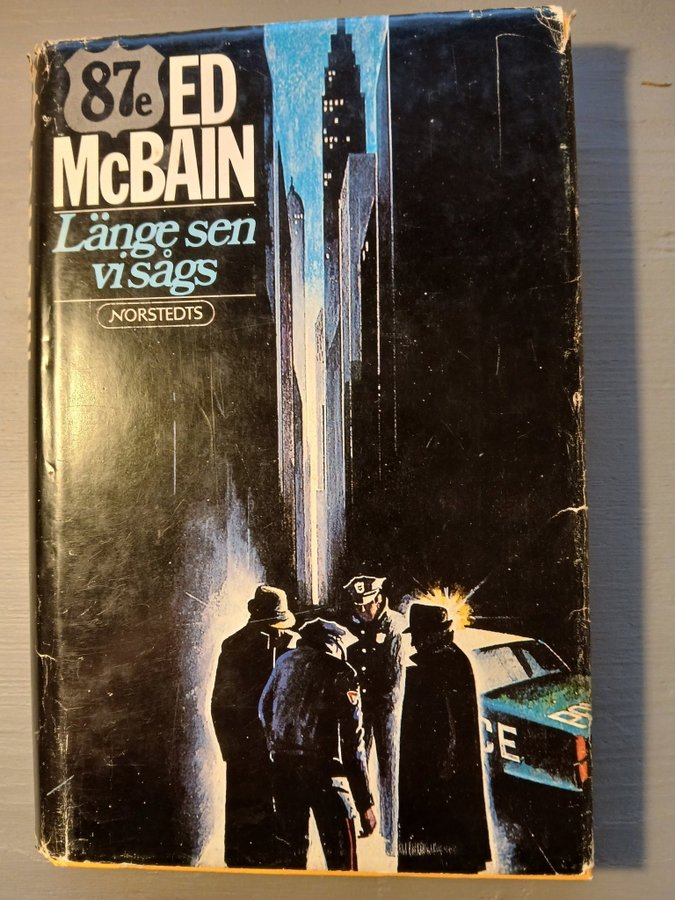 87e ED
McBAIN
Länge sen
vi sågs
NORSTEDTS
CE